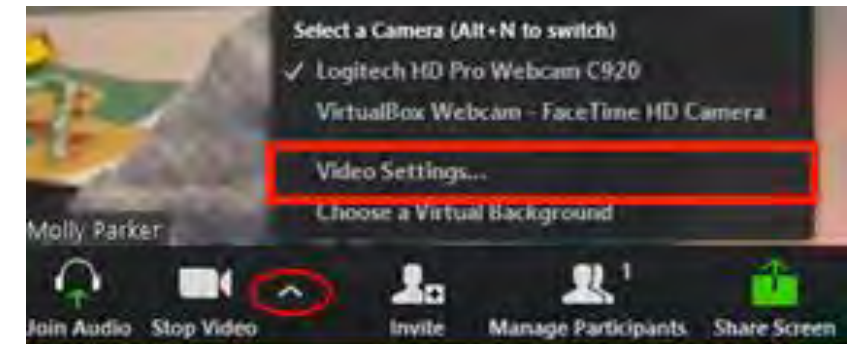 Select a Camera (Alt+N to switch)
✓ Logitech HD Pro Webcam C920
VirtualBox Webcam - FaceTime HD Camera
Video Settings...
Choose a Virtual Background
Molly Parker
1
Join Audio Stop Video Invite Manage Participants Share Screen